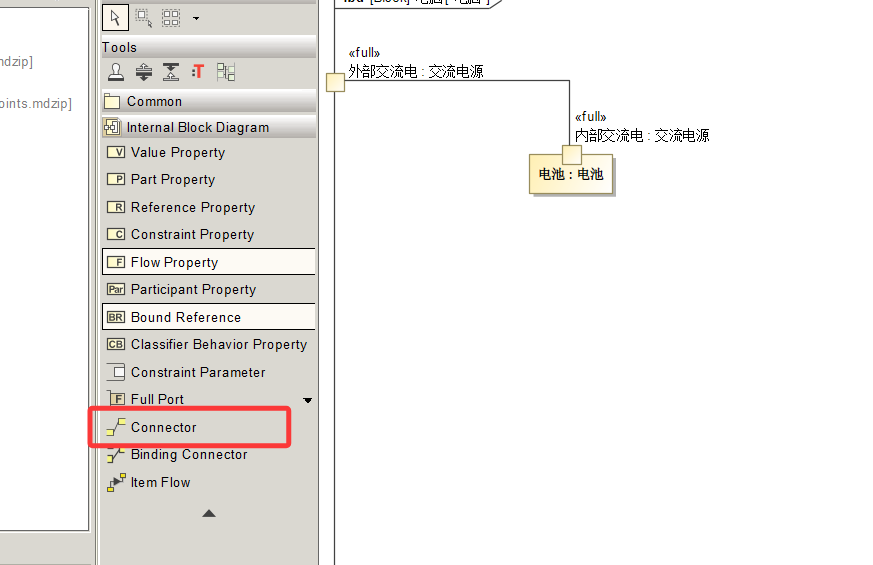 ndzip]
oints.mdzip]
Tools
T
Common
Internal Block Diagram
V Value Property
P Part Property
R Reference Property
C Constraint Property
F Flow Property
Par Participant Property
BR Bound Reference
CB Classifier Behavior Property
Constraint Parameter
F Full Port
Connector
Binding Connector
Item Flow
«full»
外部交流电 : 交流电源
«full»
内部交流电 : 交流电源
电池 : 电池